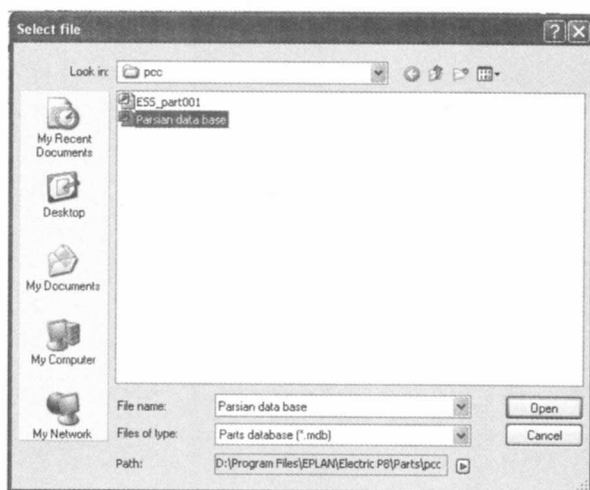 Select file
Look in: pcc
ESS_part001
Parsian data base
My Recent
Documents
Desktop
My Documents
My Computer
My Network
File name: Parsian data base Open
Files of type: Parts database (*.mdb) Cancel
Path: D:\Program Files\EPLAN\Electric P8\Parts\pcc